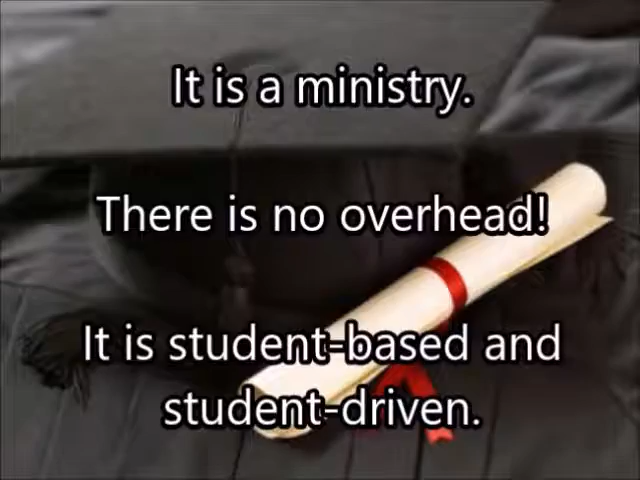 It is a ministry.
There is no overhead!
It is student-based and
student-driven.